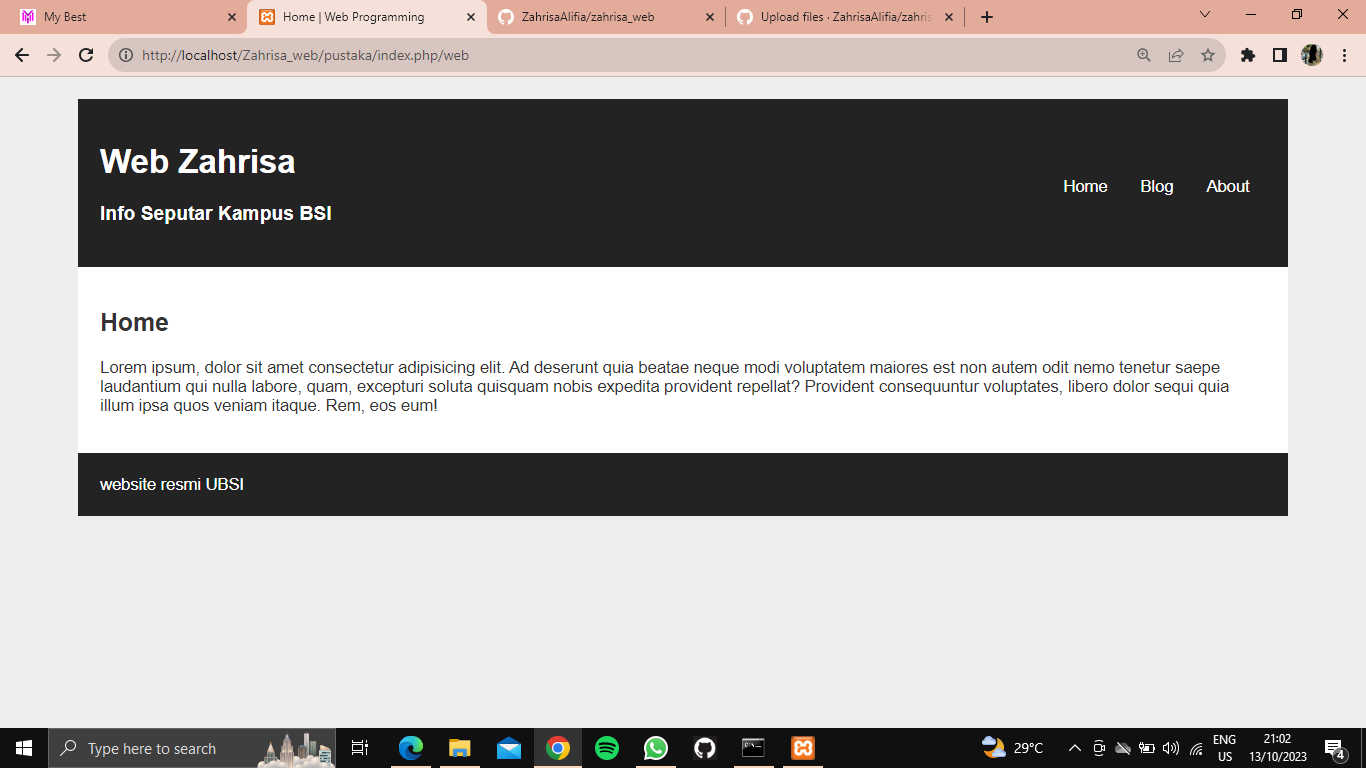 My Best
Home | Web Programming
ZahrisaAlifia/zahrisa_web
Upload files · ZahrisaAlifia/zahris
http://localhost/Zahrisa_web/pustaka/index.php/web
Web Zahrisa
Info Seputar Kampus BSI
Home Blog About
Home
Lorem ipsum, dolor sit amet consectetur adipisicing elit. Ad deserunt quia beatae neque modi voluptatem maiores est non autem odit nemo tenetur saepe
laudantium qui nulla labore, quam, excepturi soluta quisquam nobis expedita provident repellat? Provident consequuntur voluptates, libero dolor sequi quia
illum ipsa quos veniam itaque. Rem, eos eum!
website resmi UBSI
Type here to search
29°C
ENG
US
21:02
13/10/2023
4